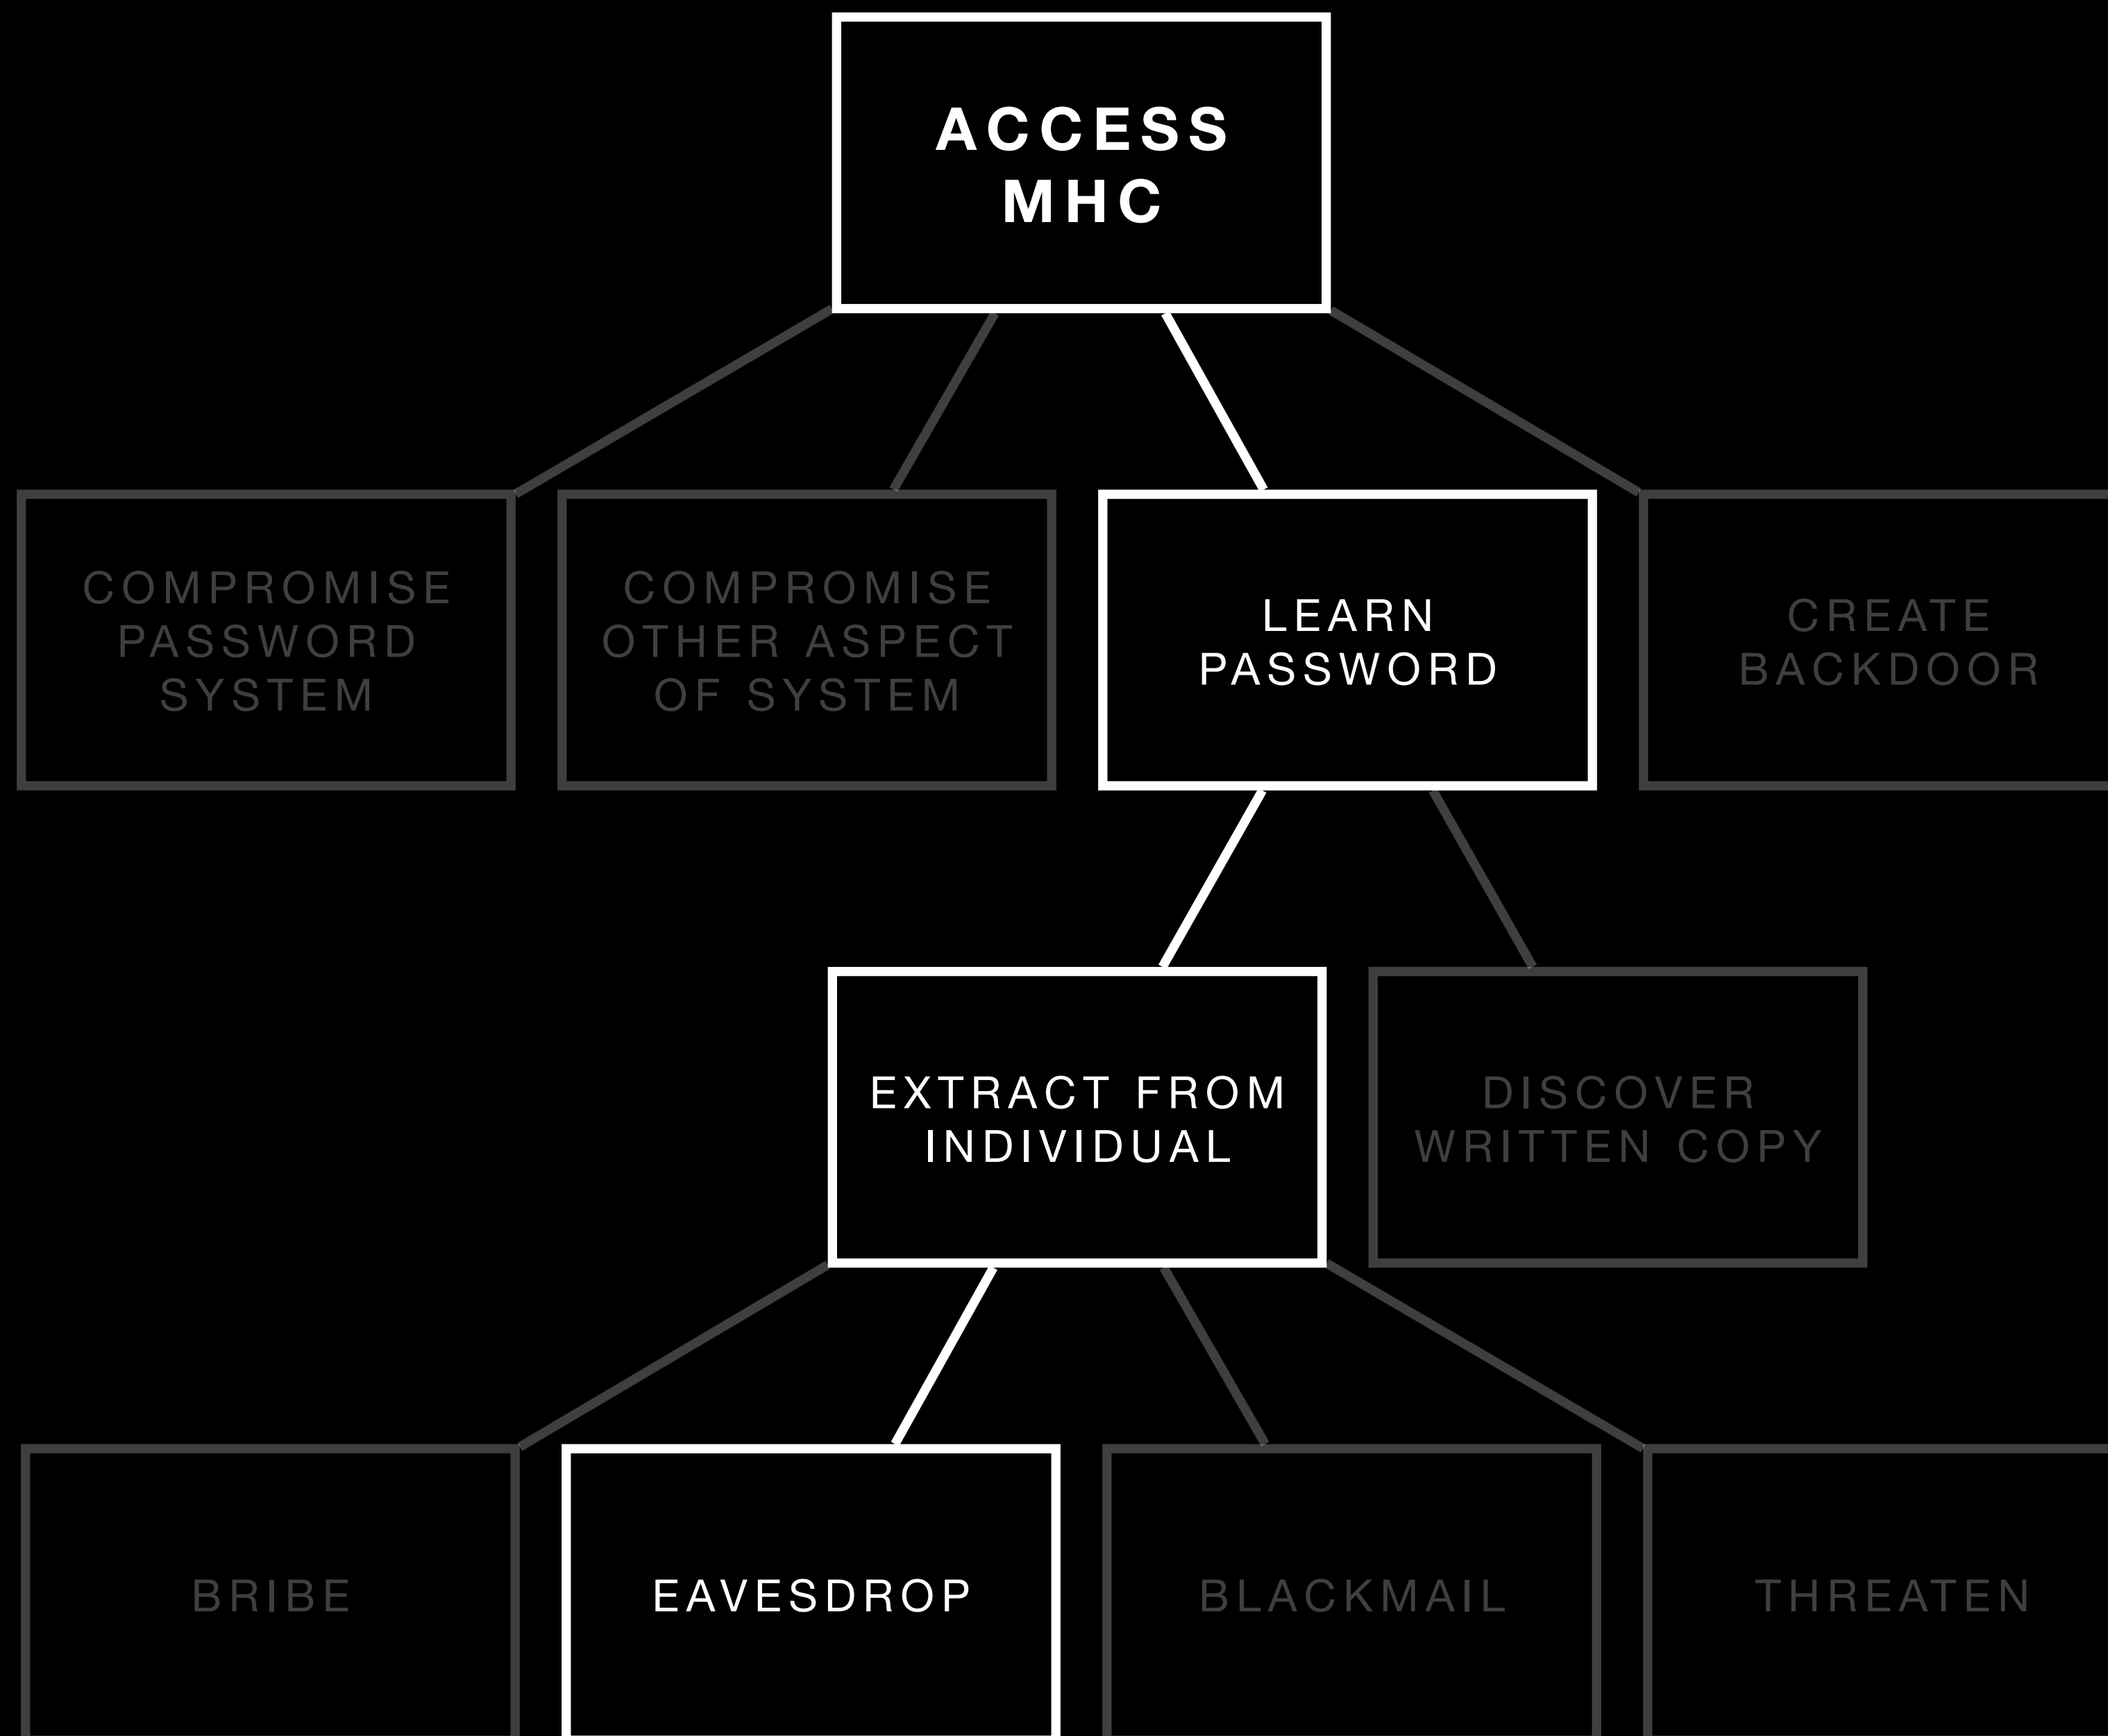 ACCESS
MHC
COMPROMISE
PASSWORD
SYSTEM
COMPROMISE
OTHER ASPECT
OF SYSTEM
LEARN
PASSWORD
CREATE
BACKDOOR
EXTRACT FROM
INDIVIDUAL
DISCOVER
WRITTEN COPY
BRIBE
EAVESDROP
BLACKMAIL
THREATEN